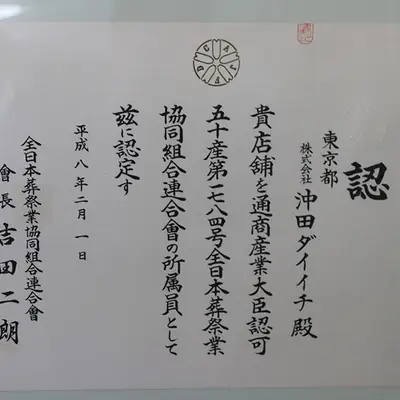 認
東京都
株式会社 沖田ダイイチ 殿
貴店舗を通商産業大臣認可
五十産第一七八四号全日本葬祭業
協同組合連合會の所属員として
茲に認定す
平成八年二月一日
全日本葬祭業協同組合連合會
會長 吉田二朗